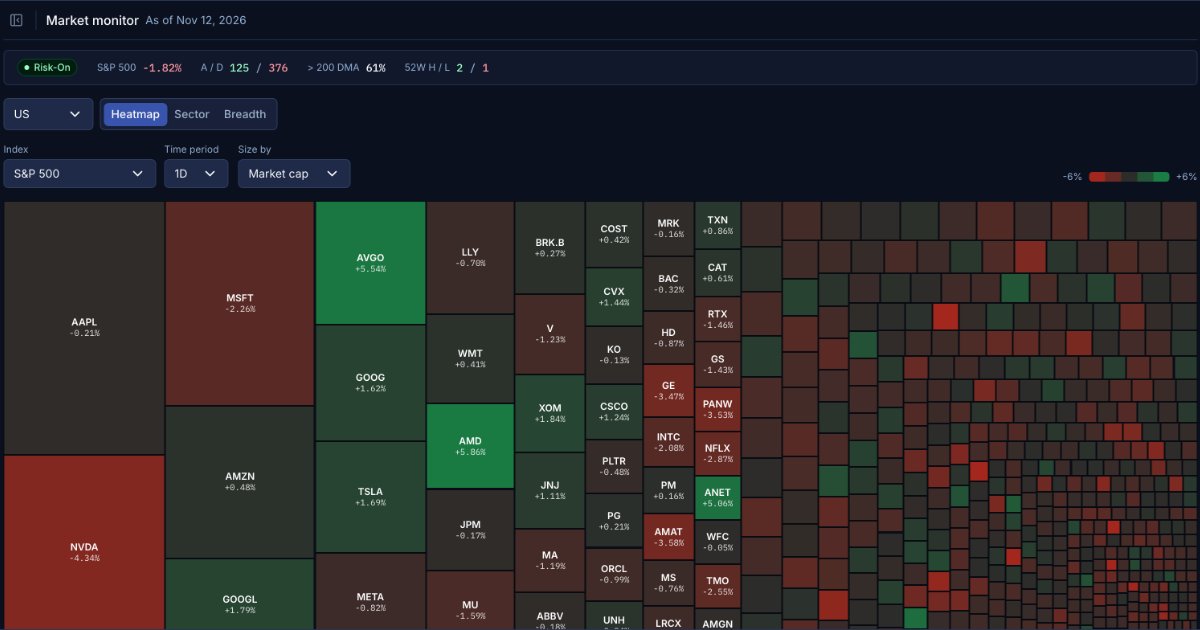 Market monitor As of Nov 12, 2026
Risk-On S&P 500 -1.82% A / D 125 / 376 > 200 DMA 61% 52W H / L 2 / 1
US Heatmap Sector Breadth
Index Time period Size by
S&P 500 1D Market cap
-6% +6%
AAPL
-0.21%
NVDA
-4.34%
MSFT
-2.26%
AMZN
+0.48%
GOOGL
+1.79%
AVGO
+5.54%
GOOG
+1.62%
TSLA
+1.69%
META
-0.82%
LLY
-0.70%
WMT
+0.41%
AMD
+5.86%
JPM
-0.17%
MU
-1.59%
BRK.B
+0.27%
V
-1.23%
XOM
+1.84%
JNJ
+1.11%
MA
-1.19%
ABBV
-0.18%
COST
+0.42%
CVX
+1.44%
KO
-0.13%
CSCO
+1.24%
PLTR
-0.48%
PG
+0.21%
ORCL
-0.99%
UNH
MRK
-0.16%
BAC
-0.32%
HD
-0.87%
GE
-3.47%
INTC
-2.08%
PM
+0.16%
AMAT
-3.58%
MS
-0.76%
LRCX
TXN
+0.86%
CAT
+0.61%
RTX
-1.46%
GS
-1.43%
PANW
-3.53%
NFLX
-2.87%
ANET
+5.06%
WFC
-0.05%
TMO
-2.55%
AMGN